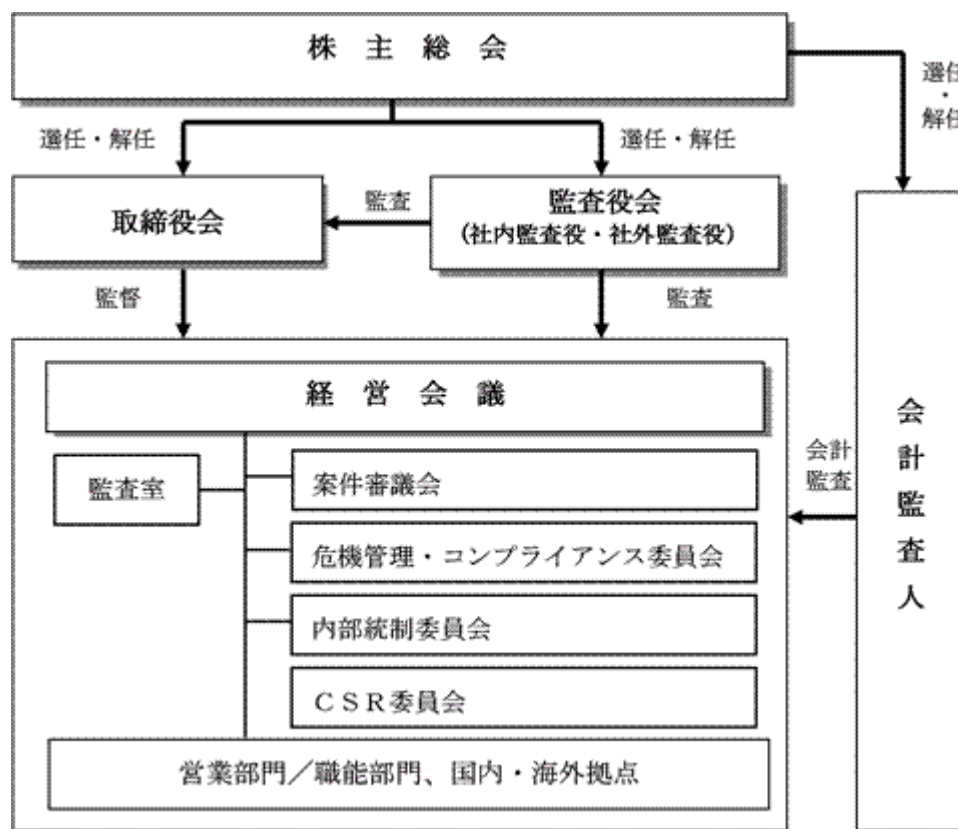 株主総会
選任・解任
選任・解任
選任
・
解任
取締役会
監査
監査役会
(社内監査役・社外監査役)
監督
監査
経営会議
監査室
案件審議会
危機管理・コンプライアンス委員会
内部統制委員会
CSR委員会
営業部門/職能部門、国内・海外拠点
会計
監査
会計監査人